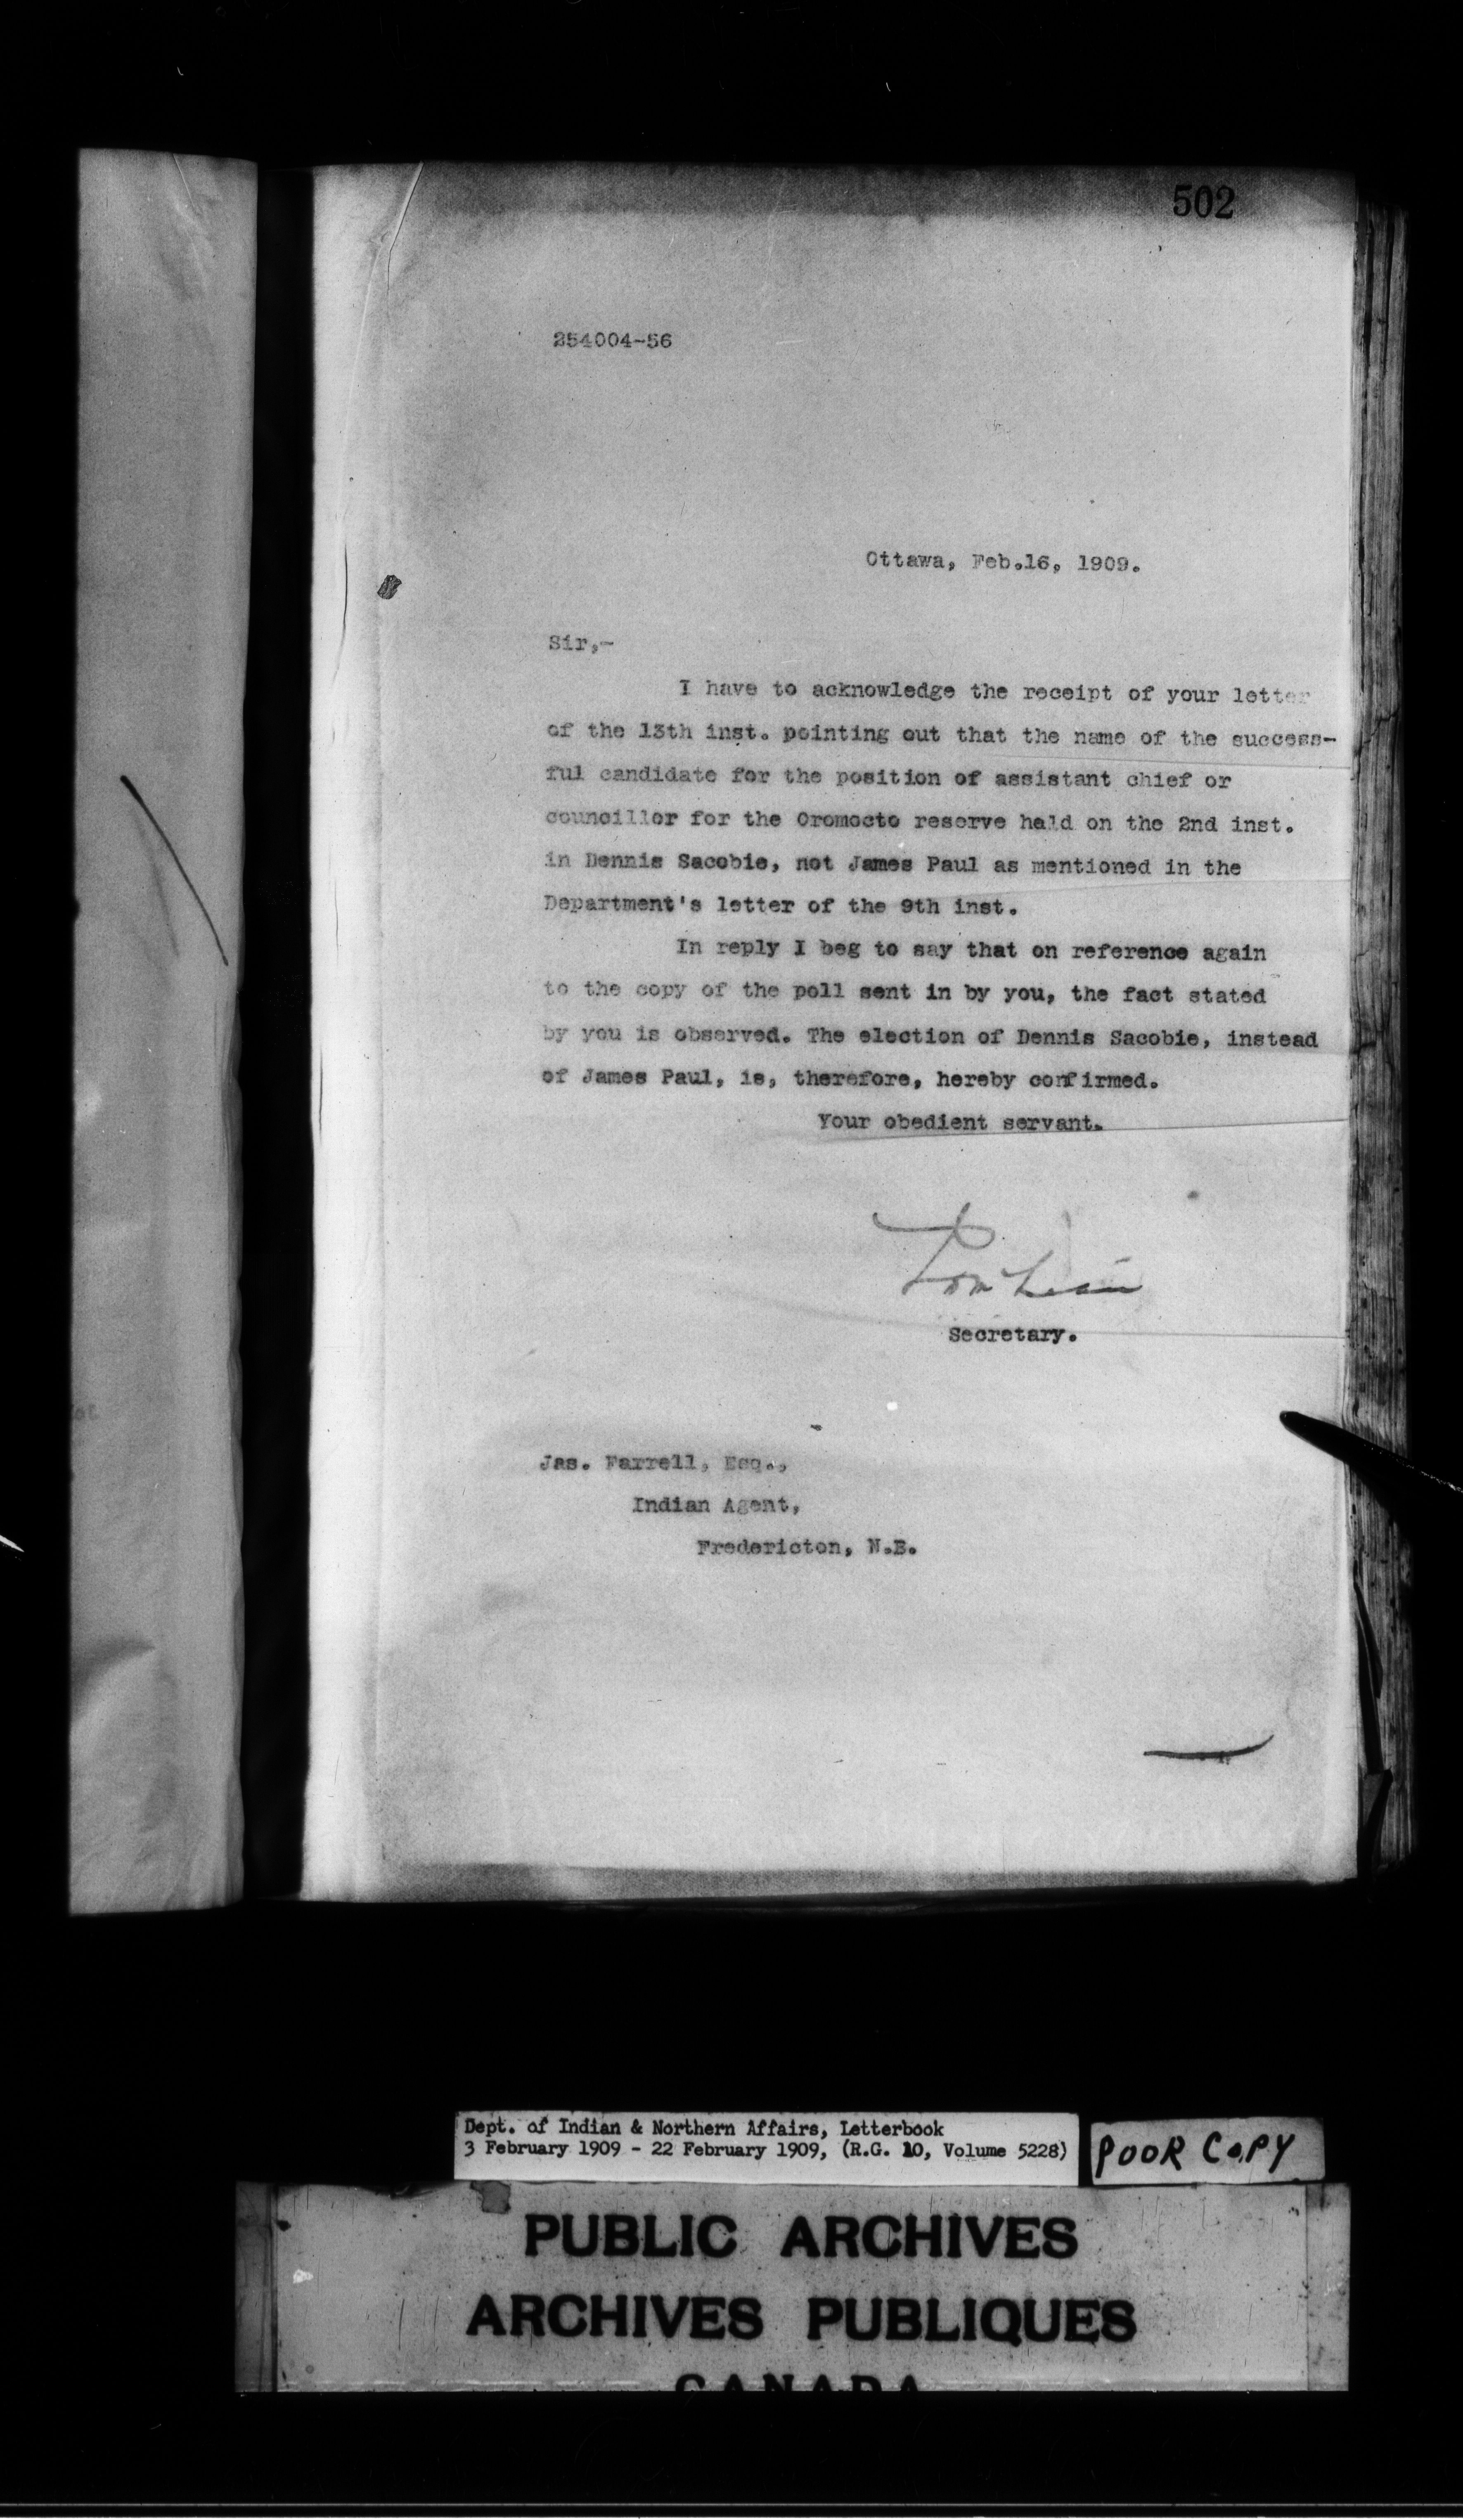 502
254004-56
Ottawa, Feb.16, 1909.
Sir,-
I have to acknowledge the receipt of your letter
of the 13th inst. pointing out that the name of the success-
ful candidate for the position of assistant chief or
councillor for the Oromocto reserve held on the 2nd inst.
in Dennis Sacobie, not James Paul as mentioned in the
Department's letter of the 9th inst.
In reply I beg to say that on reference again
to the copy of the poll sent in by you, the fact stated
by you is observed. The election of Dennis Sacobie, instead
of James Paul, is, therefore, hereby confirmed.
Your obedient servant.
Secretary.
Jas. Farrell, Esq.,
Indian Agent,
Fredericton, N.B.
Dept. of Indian & Northern Affairs, Letterbook
3 February 1909 - 22 February 1909, (R.G. 10, Volume 5228)
POOR COPY
PUBLIC ARCHIVES
ARCHIVES PUBLIQUES
CANADA